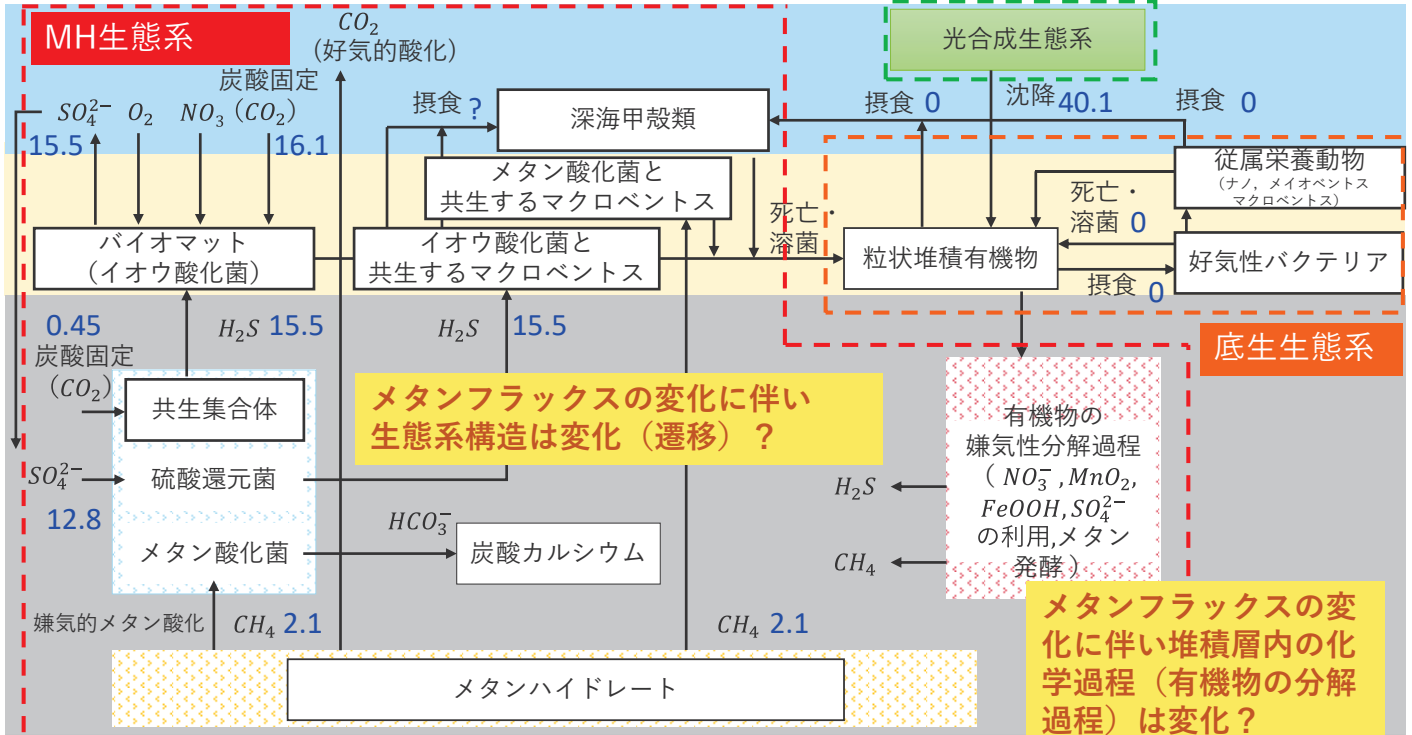 MH生態系
CO₂
(好気的酸化)
光合成生態系
炭酸固定
SO₄²⁻ O₂ NO₃ (CO₂)
15.5
16.1
摂食 ?
深海甲殻類
摂食 0
沈降 40.1
摂食 0
メタン酸化菌と
共生するマクロベントス
従属栄養動物
(ナノ,メイオベントス
マクロベントス)
死亡・
溶菌
死亡・
溶菌 0
バイオマット
(イオウ酸化菌)
イオウ酸化菌と
共生するマクロベントス
粒状堆積有機物
好気性バクテリア
摂食 0
0.45
炭酸固定
(CO₂)
H₂S 15.5
H₂S 15.5
底生生態系
共生集合体
メタンフラックスの変化に伴い
生態系構造は変化(遷移)?
有機物の
嫌気性分解過程
( NO₃⁻ , MnO₂,
FeOOH, SO₄²⁻
の利用,メタン
発酵 )
SO₄²⁻
12.8
硫酸還元菌
H₂S
HCO₃⁻
メタン酸化菌
炭酸カルシウム
CH₄
嫌気的メタン酸化
CH₄ 2.1
CH₄ 2.1
メタンハイドレート
メタンフラックスの変
化に伴い堆積層内の化
学過程(有機物の分解
過程)は変化?